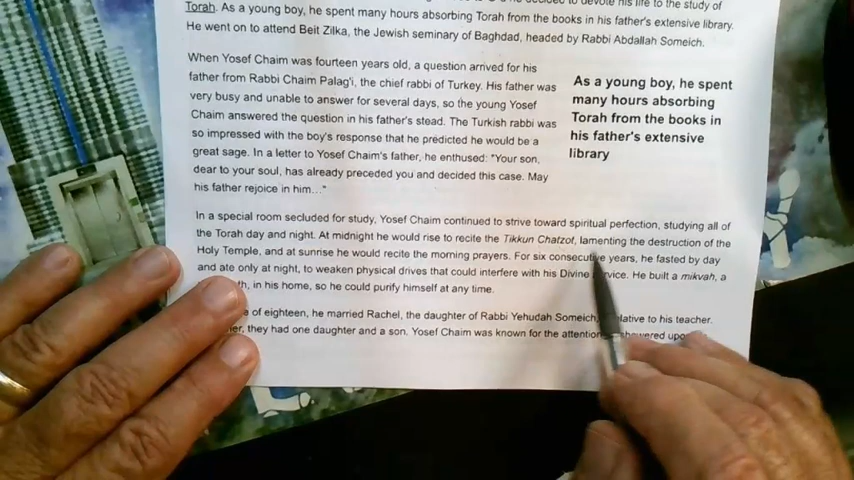 devote his life to the study of
Torah. As a young boy, he spent many hours absorbing Torah from the books in his father's extensive library.
He went to attend Beit Zilka, the Jewish seminary of Baghdad, headed by Rabbi Abdallah Someich.
When Yosef Chaim was fourteen years old, a question arrived for his
father from Rabbi Chaim Palag'i, the chief rabbi of Turkey. His father was
very busy and unable to answer for several days, so the young Yosef
Chaim answered the question in his father's stead. The Turkish rabbi was
so impressed with the boy's response that he predicted he would be a
great sage. In a letter to Yosef Chaim's father, he enthused: "Your son,
dear to your soul, has already preceded you and decided this case. May
his father rejoice in him..."
As a young boy, he spent
many hours absorbing
Torah from the books in
his father's extensive
library
In a special room secluded for study, Yosef Chaim continued to strive toward spiritual perfection, studying all of
the Torah day and night. At midnight he would rise to recite the Tikkun Chatzot, lamenting the destruction of the
Holy Temple, and at sunrise he would recite the morning prayers. For six consecutive years, he fasted by day
and ate only at night, to weaken physical drives that could interfere with his Divine. He built a mikvah, a
in his home, so he could purify himself at any time.
of eighteen, he married Rachel, the daughter of Rabbi Yehudah Someich, to his teacher.
they had one daughter and a son. Yosef Chaim was known for the